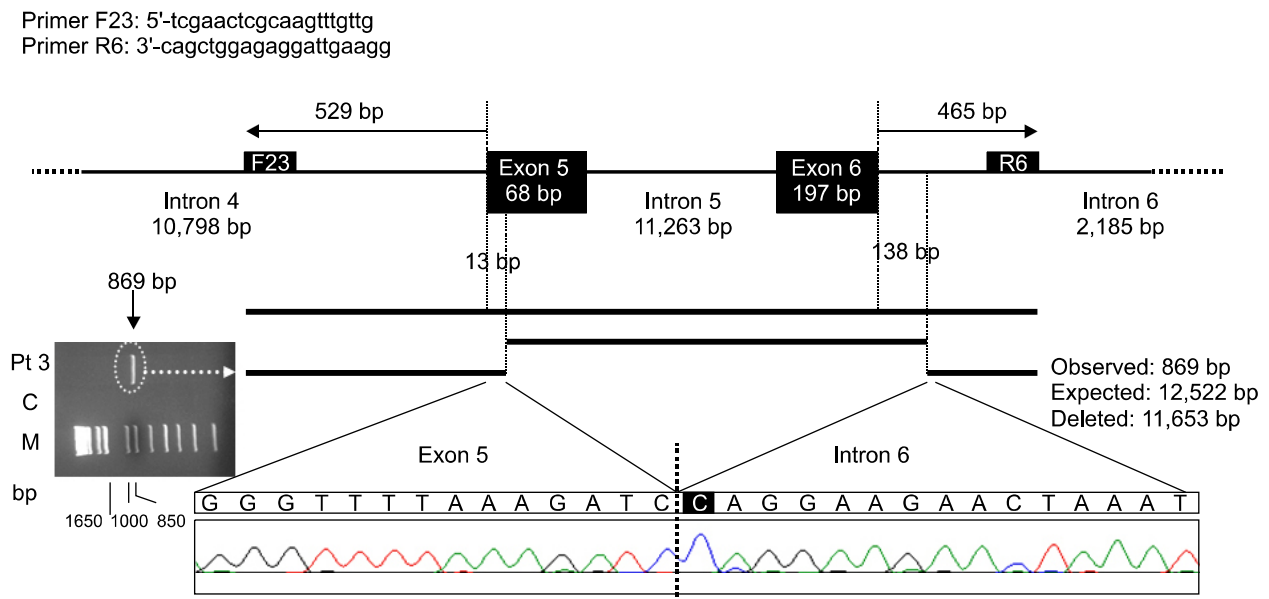 Primer F23: 5'-tcgaactcgcaagtttgttg
Primer R6: 3'-cagctggagaggattgaagg
529 bp
465 bp
F23
Exon 5
68 bp
Exon 6
197 bp
R6
Intron 4
10,798 bp
Intron 5
11,263 bp
Intron 6
2,185 bp
13 bp
138 bp
869 bp
Pt 3
C
M
bp
1650
1000
850
Observed: 869 bp
Expected: 12,522 bp
Deleted: 11,653 bp
Exon 5
Intron 6
G G G T T T T A A A G A T C C A G G A A G A A C T A A A T